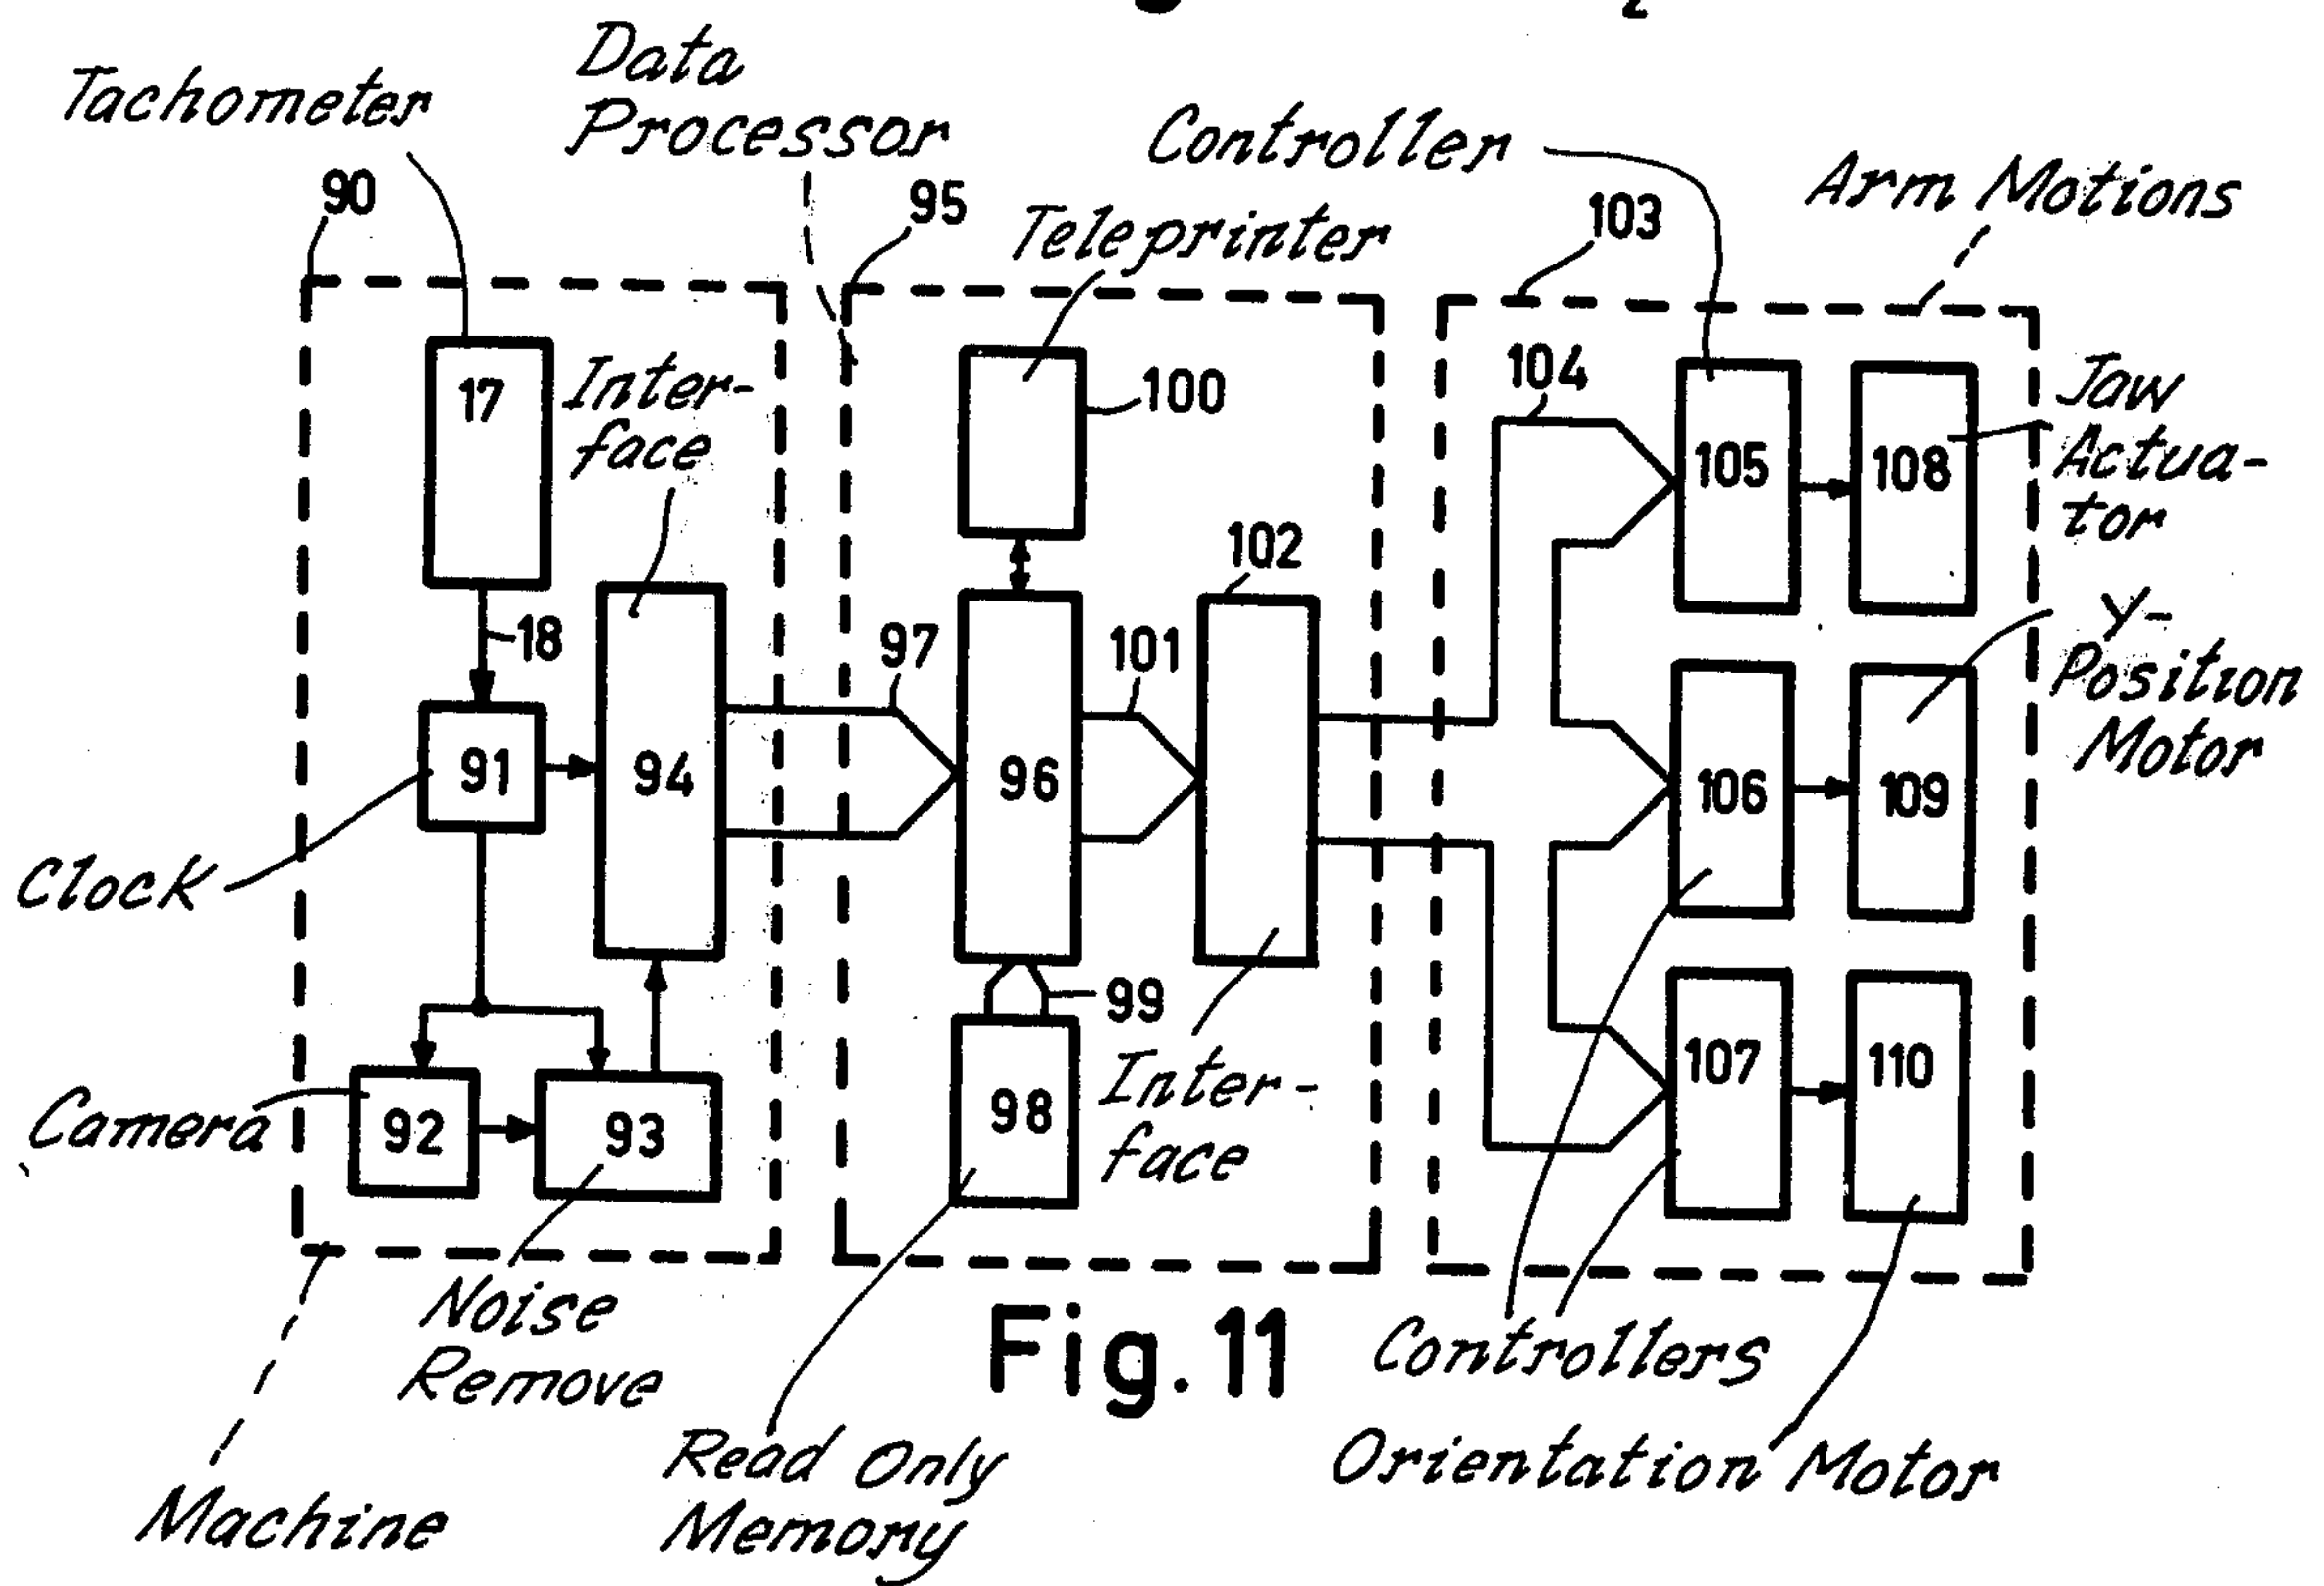 Tachometer
Data
Processor
Controller
Arm Motions
90
95
Teleprinter
103
17
Inter-
face
100
104
105
108
Jaw
Actua-
tor
18
97
101
102
Y-
Position
Motor
91
94
96
106
109
Clock
99
Camera
92
93
98
Inter-
face
107
110
Noise
Remove
Fig. 11
Controllers
Read Only
Memory
Orientation Motor
Machine